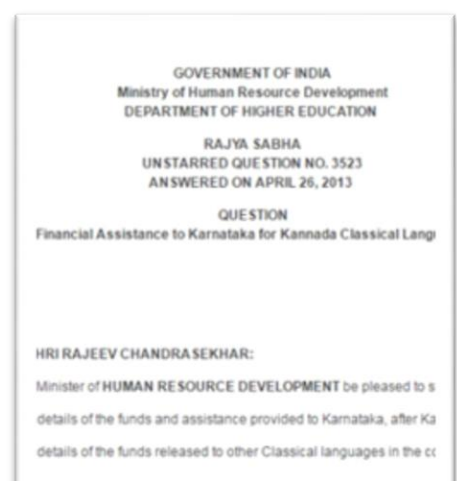 GOVERNMENT OF INDIA
Ministry of Human Resource Development
DEPARTMENT OF HIGHER EDUCATION
RAJYA SABHA
UNSTARRED QUESTION NO. 3523
ANSWERED ON APRIL 26, 2013
QUESTION
Financial Assistance to Karnataka for Kannada Classical Langu
HRI RAJEEV CHANDRASEKHAR:
Minister of HUMAN RESOURCE DEVELOPMENT be pleased to s
details of the funds and assistance provided to Karnataka, after Ka
details of the funds released to other Classical languages in the co